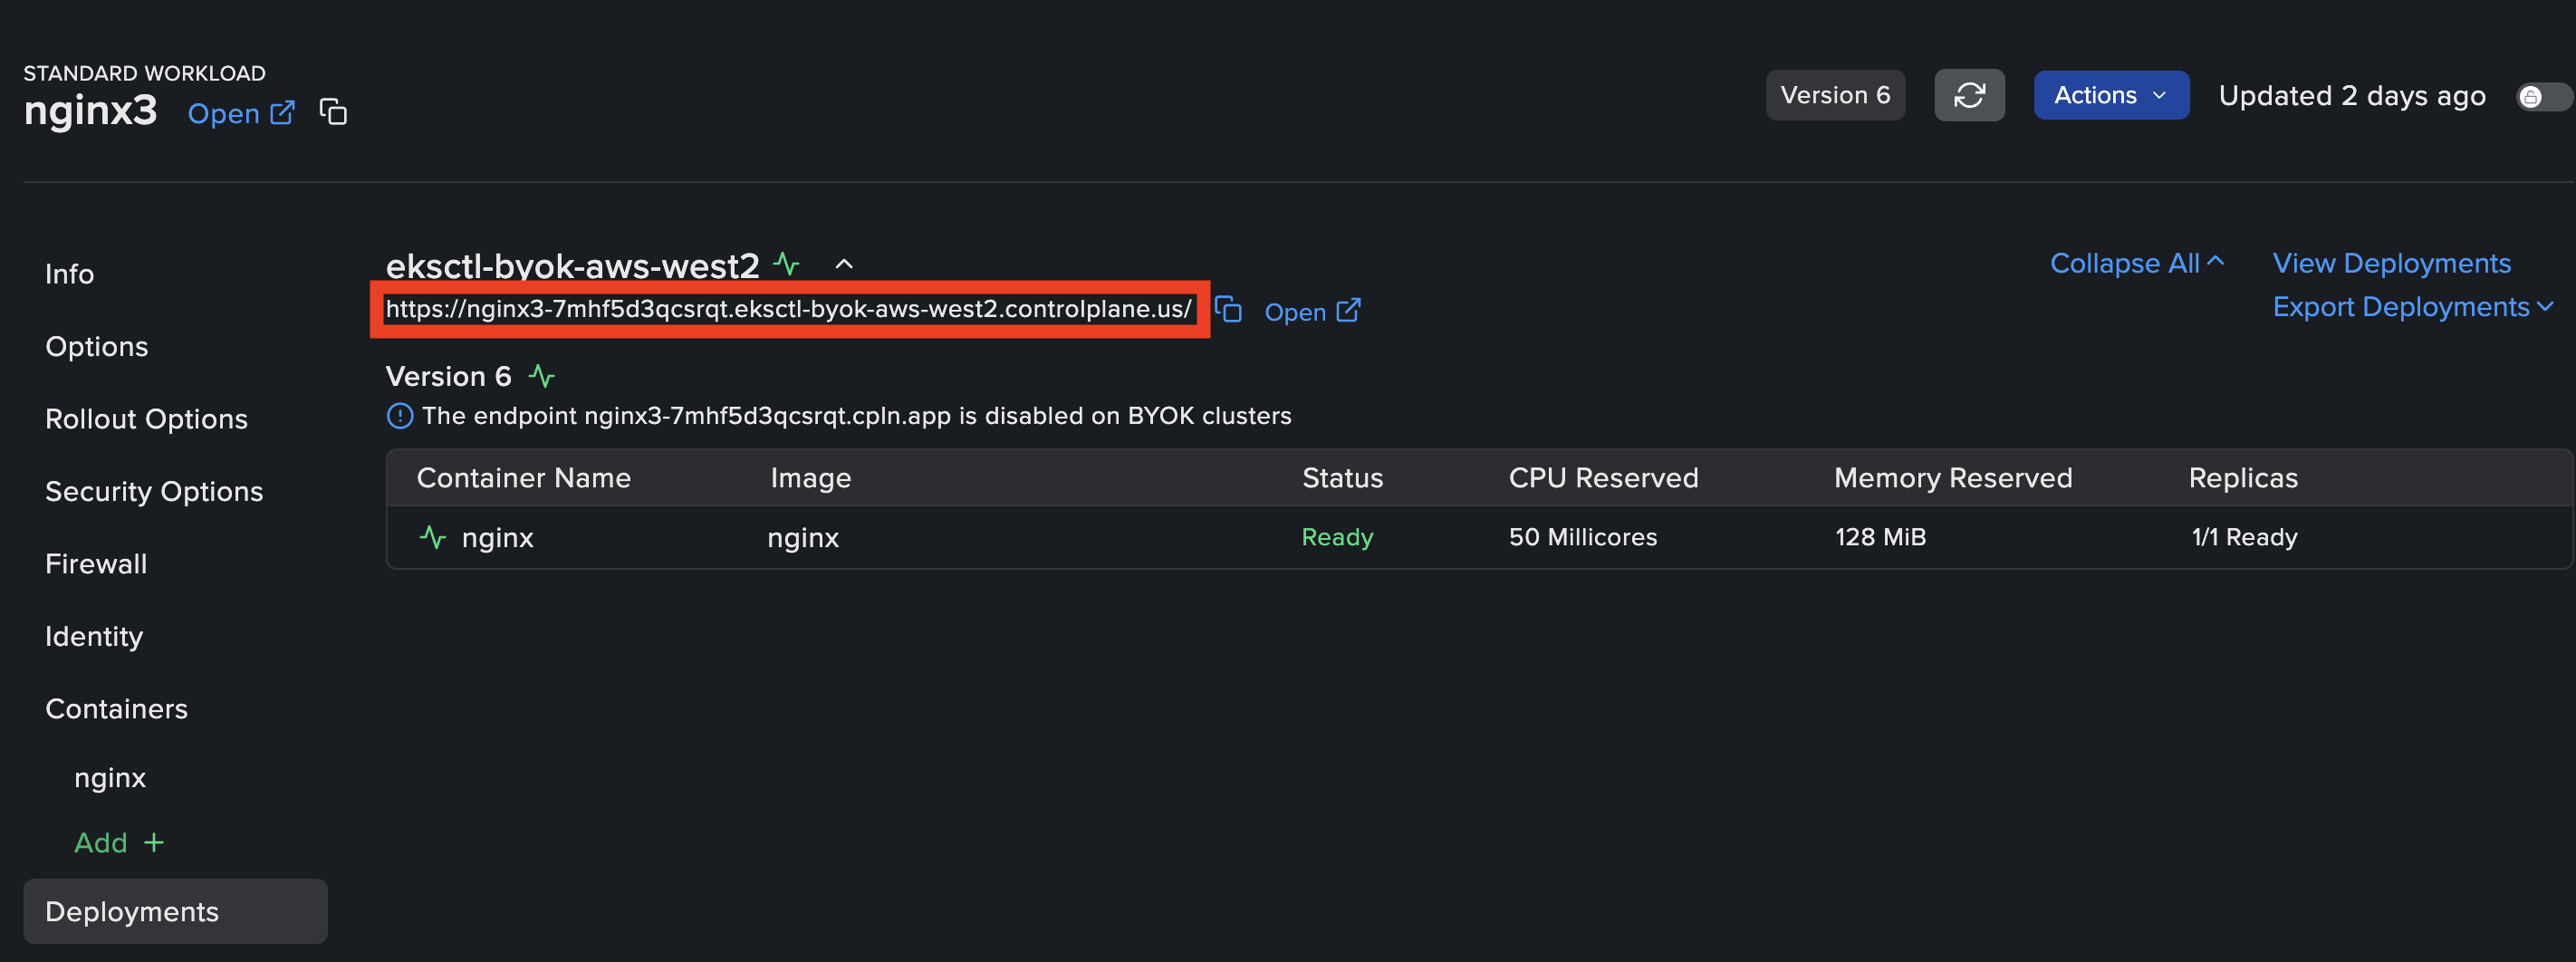 STANDARD WORKLOAD
nginx3 Open
Version 6 Actions Updated 2 days ago
Info
Options
Rollout Options
Security Options
Firewall
Identity
Containers
nginx
Add +
Deployments
eksctl-byok-aws-west2
Collapse All View Deployments
https://nginx3-7mhf5d3qcsrqt.eksctl-byok-aws-west2.controlplane.us/ Open
Export Deployments
Version 6
The endpoint nginx3-7mhf5d3qcsrqt.cpln.app is disabled on BYOK clusters
Container Name Image Status CPU Reserved Memory Reserved Replicas
nginx nginx Ready 50 Millicores 128 MiB 1/1 Ready